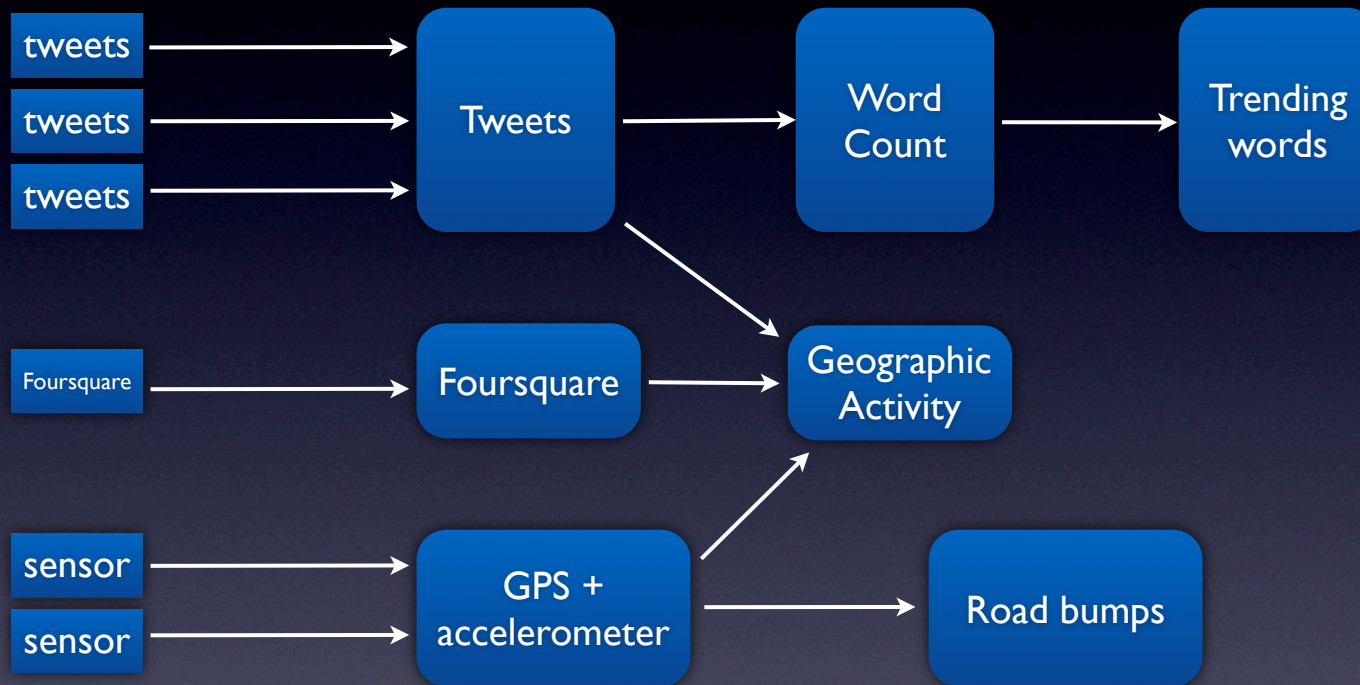 tweets
tweets
tweets
Tweets
Word
Count
Trending
words
Foursquare
Foursquare
Geographic
Activity
sensor
sensor
GPS +
accelerometer
Road bumps